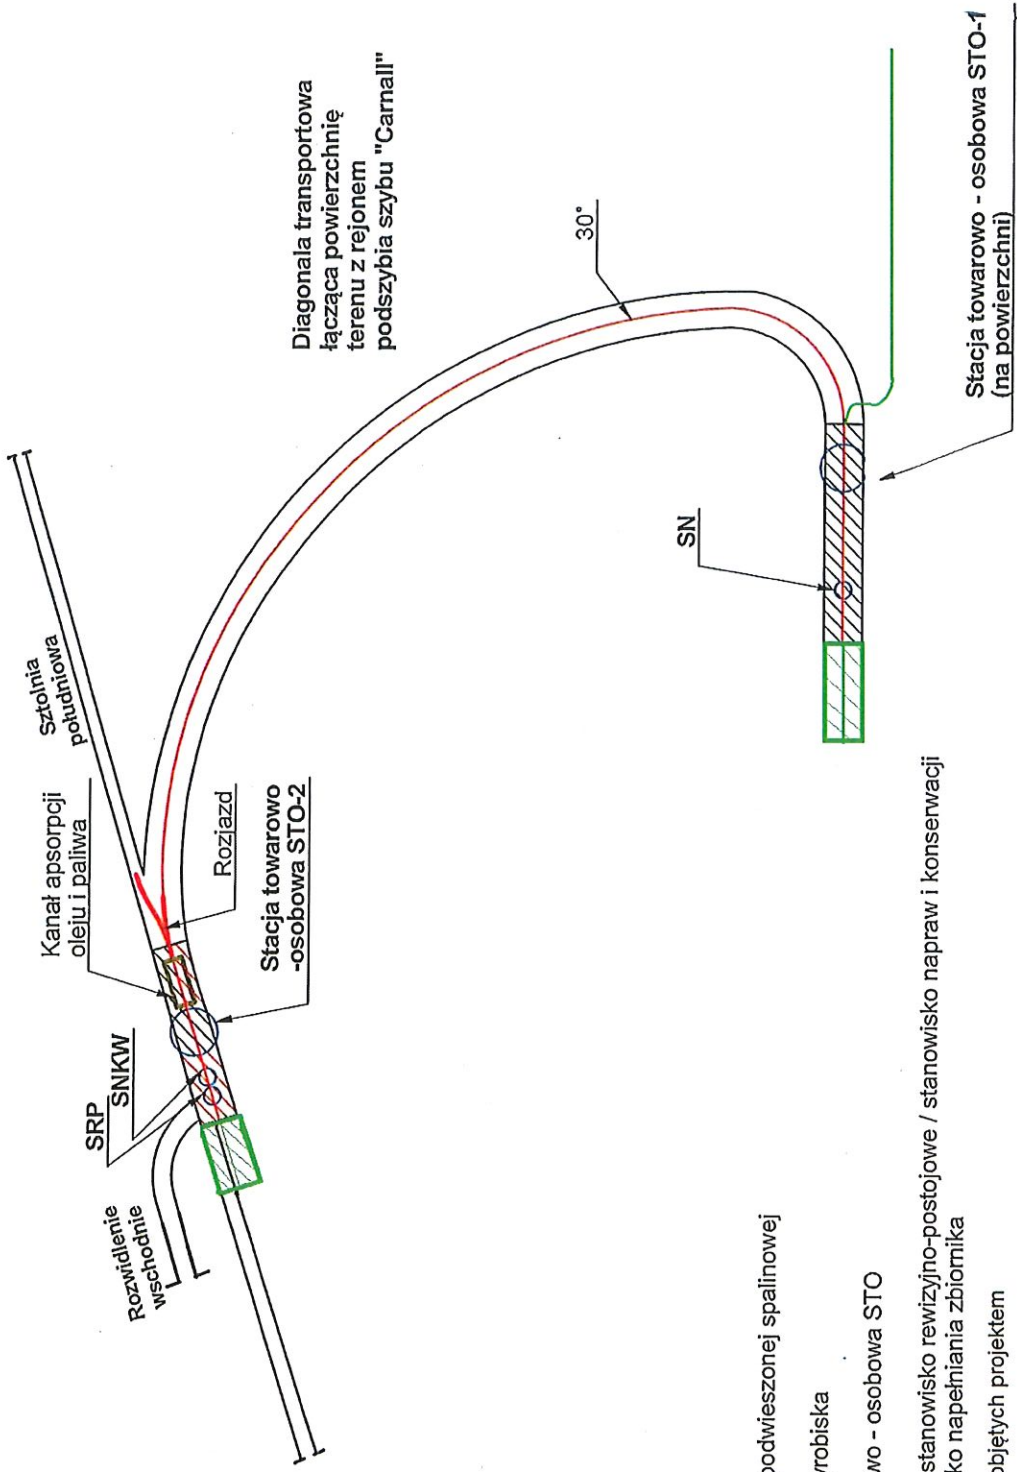 Diagonala transportowa
łącząca powierzchnię
terenu z rejonem
podszybia szybu "Carnall"
30°
Stacja towarowo - osobowa STO-1
(na powierzchni)
SN
Sztolnia
południowa
Kanał apsorpcji
oleju i paliwa
Rozjazd
Stacja towarowo
-osobowa STO-2
SRP
SNKW
Rozwidlenie
wschodnie
podwieszonej spalinowej
yrobiska
wo - osobowa STO
stanowisko rewizyjno-postojowe / stanowisko napraw i konserwacji
ko napełniania zbiornika
objętych projektem